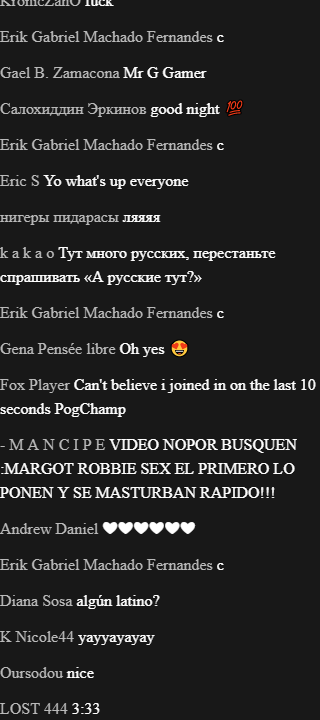 KronicZahO fuck
Erik Gabriel Machado Fernandes c
Gael B. Zamacona Mr G Gamer
Салохиддин Эркинов good night 💯
Erik Gabriel Machado Fernandes c
Eric S Yo what's up everyone
нигеры пидарасы ляяяя
k a k a o Тут много русских, перестаньте
спрашивать «А русские тут?»
Erik Gabriel Machado Fernandes c
Gena Pensée libre Oh yes 😍
Fox Player Can't believe i joined in on the last 10
seconds PogChamp
- M A N C I P E VIDEO NOPOR BUSQUEN
:MARGOT ROBBIE SEX EL PRIMERO LO
PONEN Y SE MASTURBAN RAPIDO!!!
Andrew Daniel 🤍🤍🤍🤍🤍🤍
Erik Gabriel Machado Fernandes c
Diana Sosa algún latino?
K Nicole44 yayyayayay
Oursodou nice
LOST 444 3:33